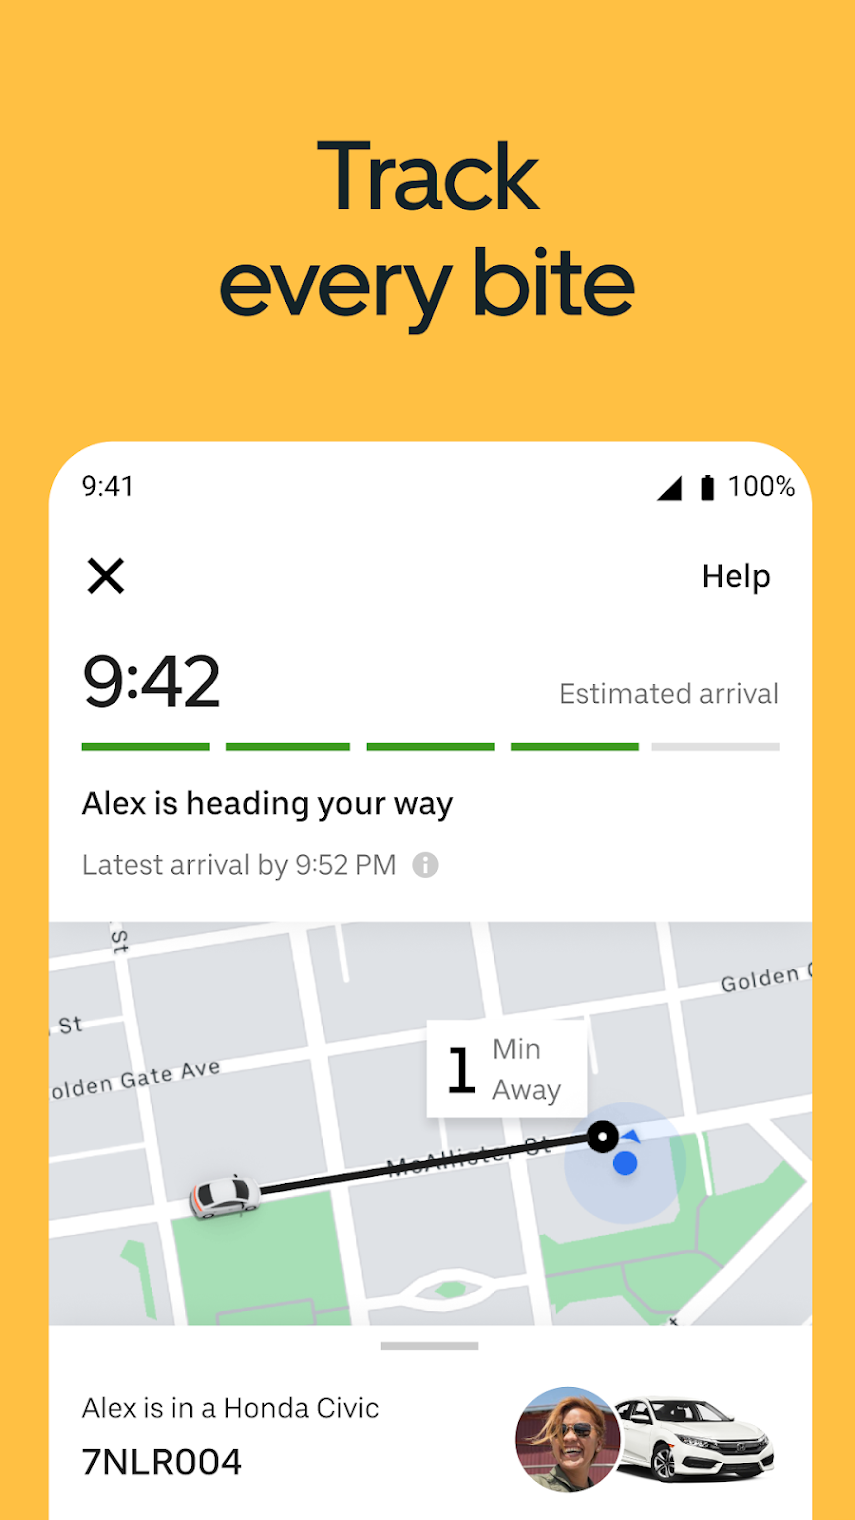 Track
every bite
9:41
100%
Help
9:42
Estimated arrival
Alex is heading your way
Latest arrival by 9:52 PM
St
Golden
St
olden Gate Ave
1 Min
Away
McAllister St
Alex is in a Honda Civic
7NLR004